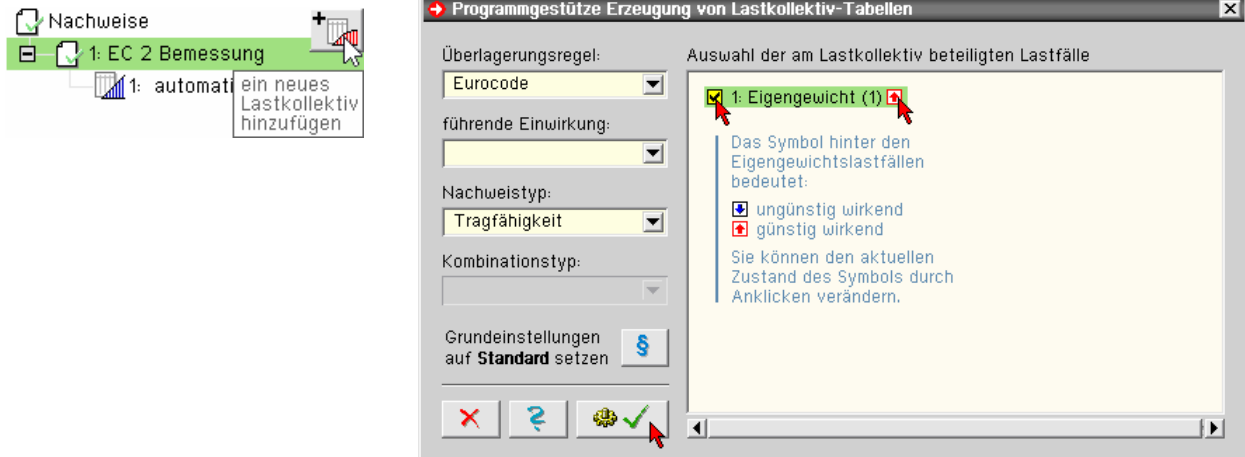 Nachweise
1: EC 2 Bemessung
1: automati
ein neues
Lastkollektiv
hinzufügen
Programmgestütze Erzeugung von Lastkollektiv-Tabellen
Überlagerungsregel:
Eurocode
führende Einwirkung:
Nachweistyp:
Tragfähigkeit
Kombinationstyp:
Grundeinstellungen
auf Standard setzen
§
Auswahl der am Lastkollektiv beteiligten Lastfälle
1: Eigengewicht (1)
Das Symbol hinter den
Eigengewichtslastfällen
bedeutet:
ungünstig wirkend
günstig wirkend
Sie können den aktuellen
Zustand des Symbols durch
Anklicken verändern.